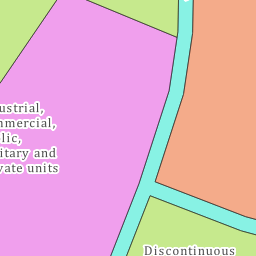 ustrial,
mmercial,
lic,
itary and
vate units
Discontinuous